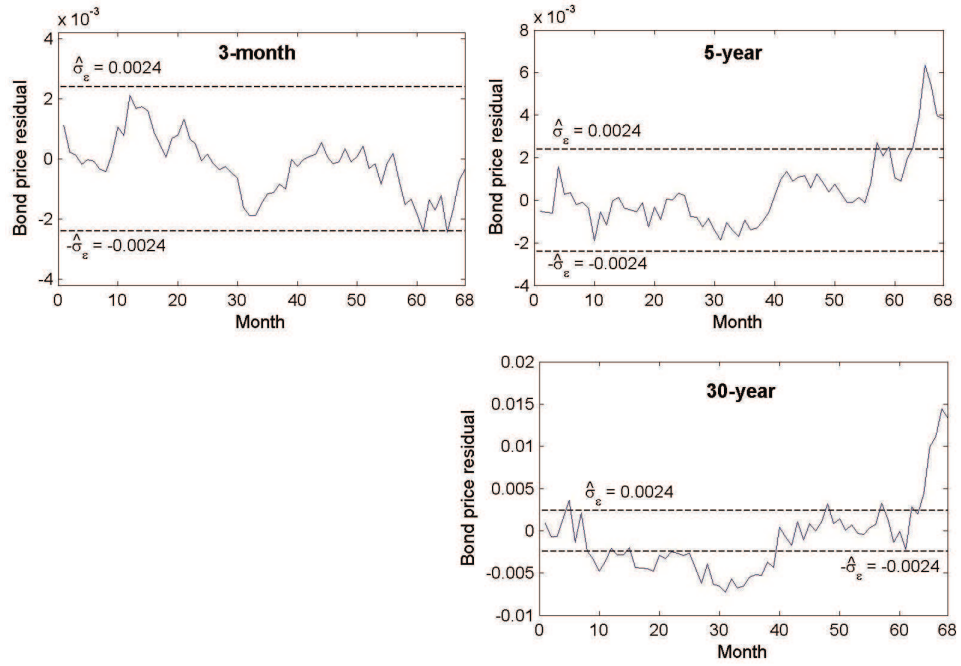 x 10⁻³
3-month
σ̂ε = 0.0024
-σ̂ε = -0.0024
Bond price residual
4
2
0
-2
-4
0 10 20 30 40 50 60 68
Month
x 10⁻³
5-year
σ̂ε = 0.0024
-σ̂ε = -0.0024
Bond price residual
8
6
4
2
0
-2
-4
0 10 20 30 40 50 60 68
Month
30-year
σ̂ε = 0.0024
-σ̂ε = -0.0024
Bond price residual
0.02
0.015
0.01
0.005
0
-0.005
-0.01
0 10 20 30 40 50 60 68
Month